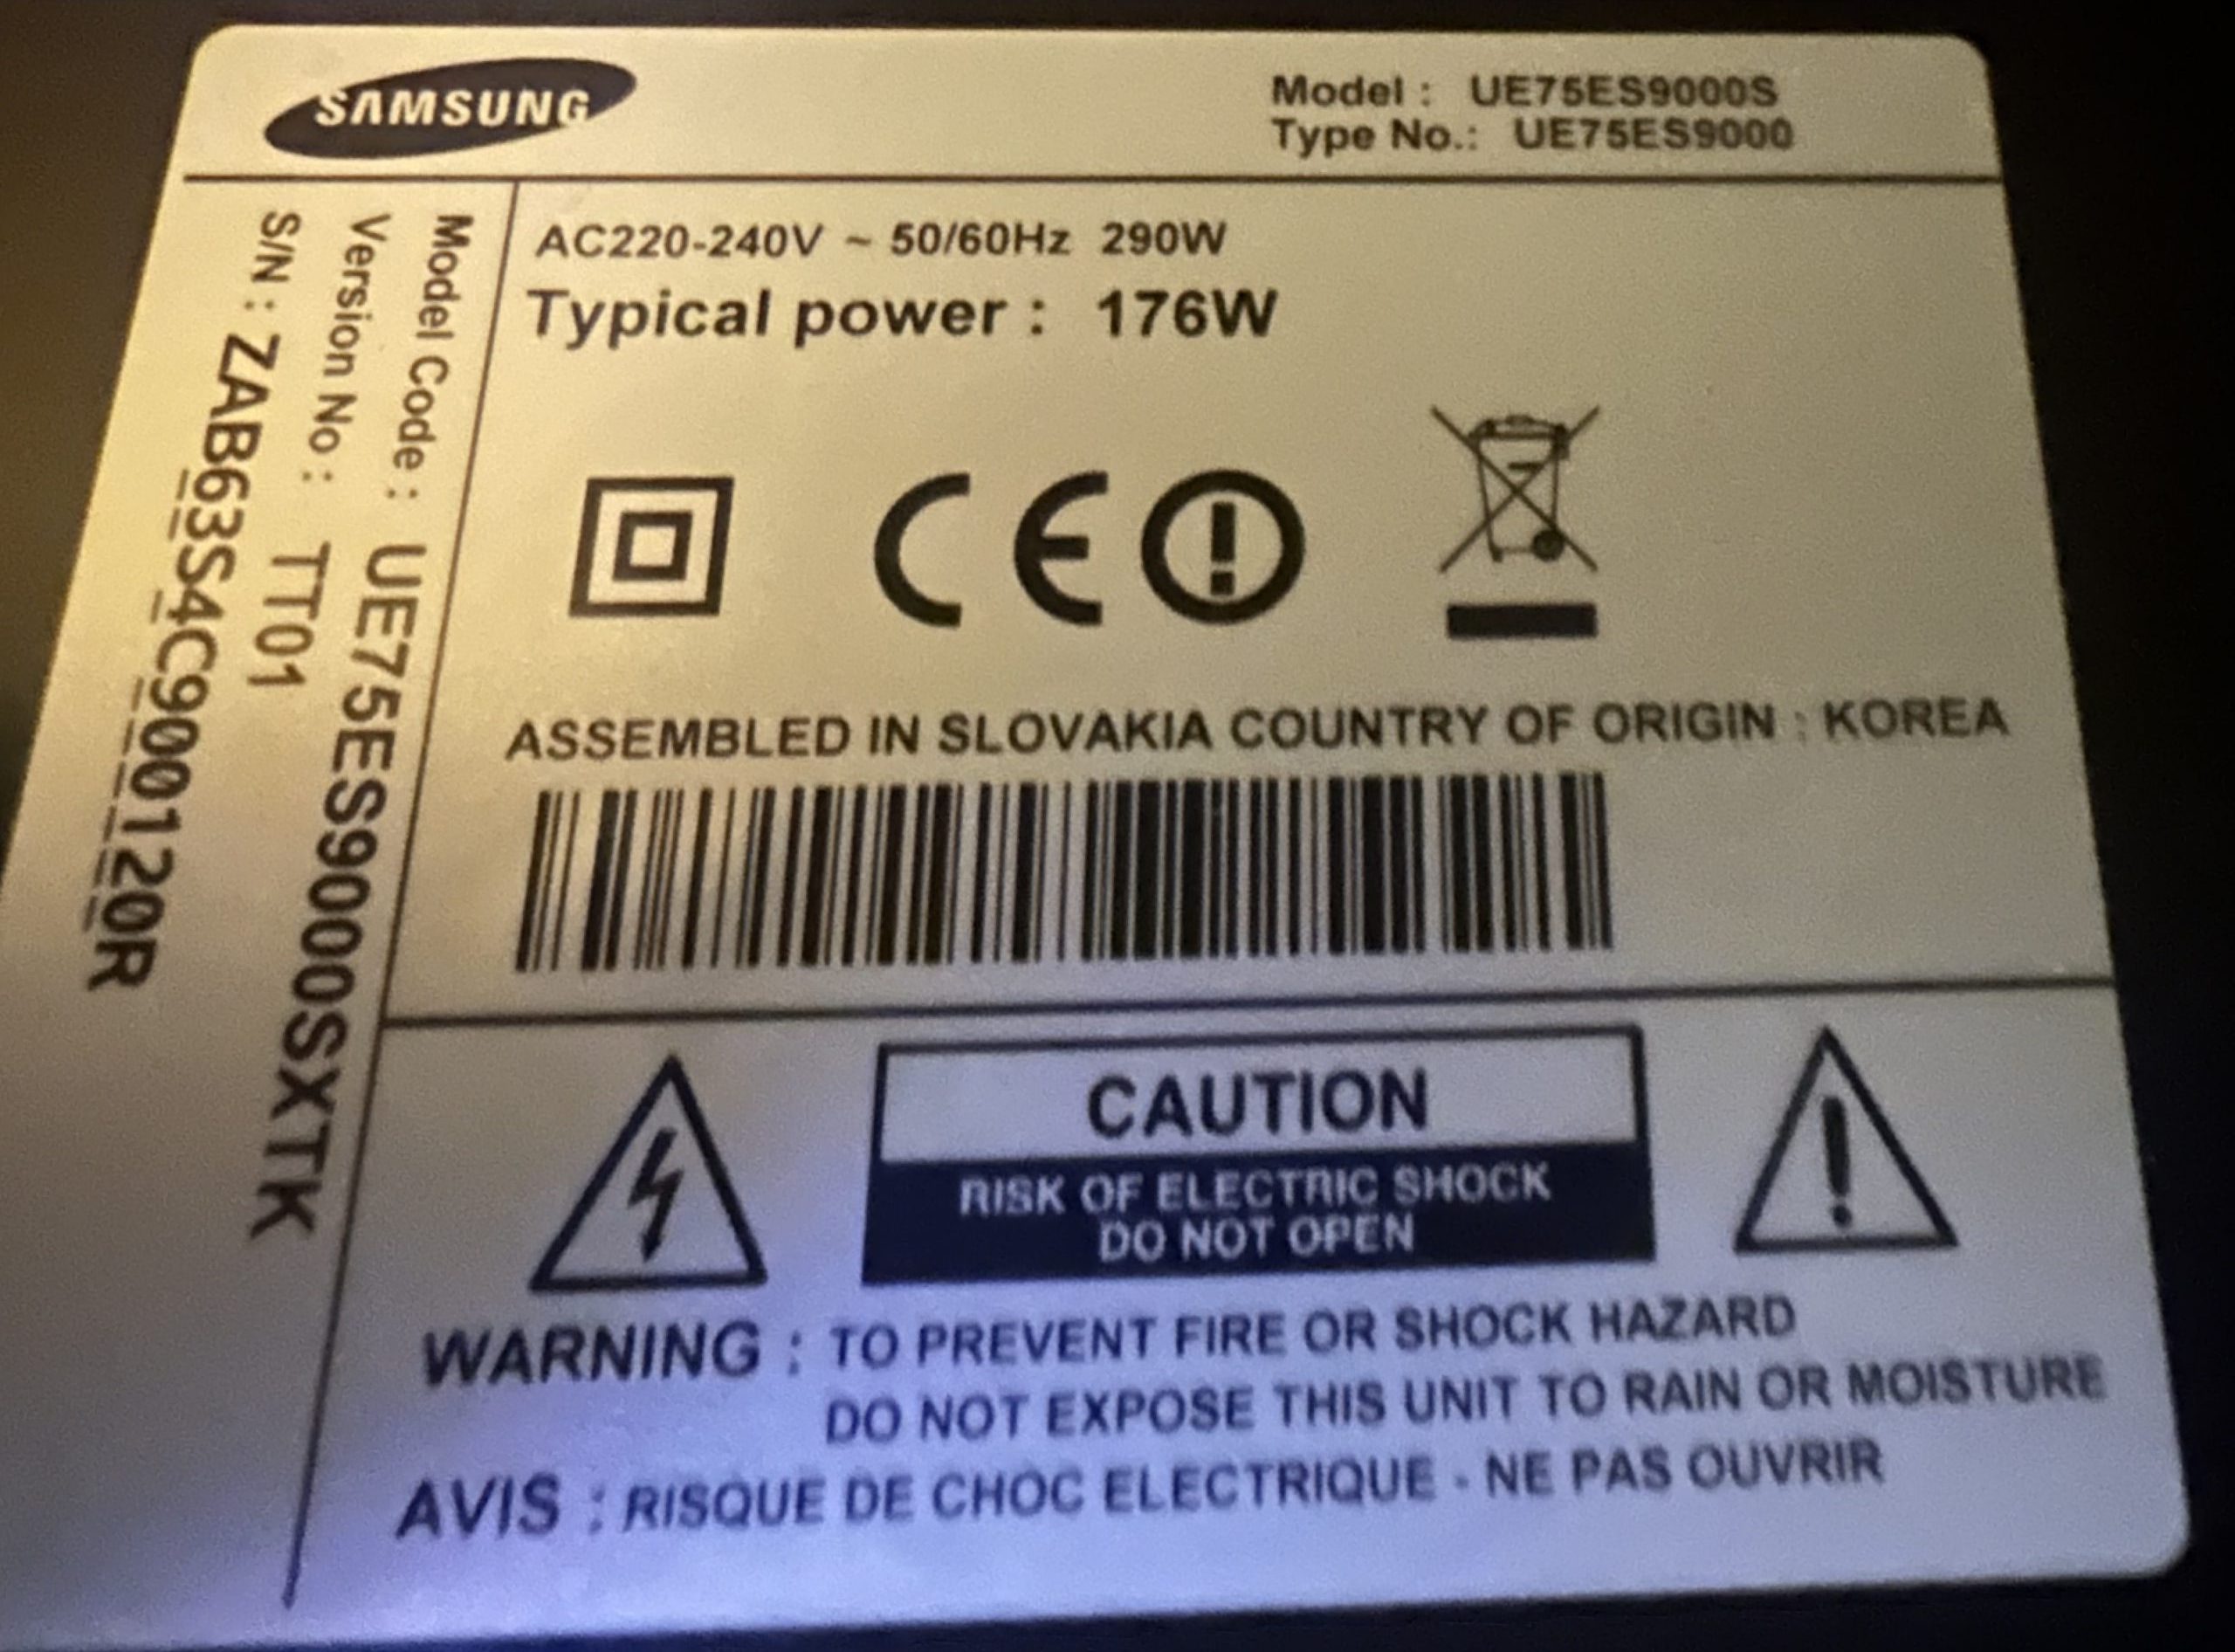 SAMSUNG
Model : UE75ES9000S
Type No.: UE75ES9000
Model Code : UE75ES9000SXTK
Version No : TT01
S/N : ZAB63S4C900120R
AC220-240V ~ 50/60Hz 290W
Typical power : 176W
CE
ASSEMBLED IN SLOVAKIA COUNTRY OF ORIGIN : KOREA
CAUTION
RISK OF ELECTRIC SHOCK
DO NOT OPEN
WARNING : TO PREVENT FIRE OR SHOCK HAZARD
DO NOT EXPOSE THIS UNIT TO RAIN OR MOISTURE
AVIS : RISQUE DE CHOC ELECTRIQUE - NE PAS OUVRIR